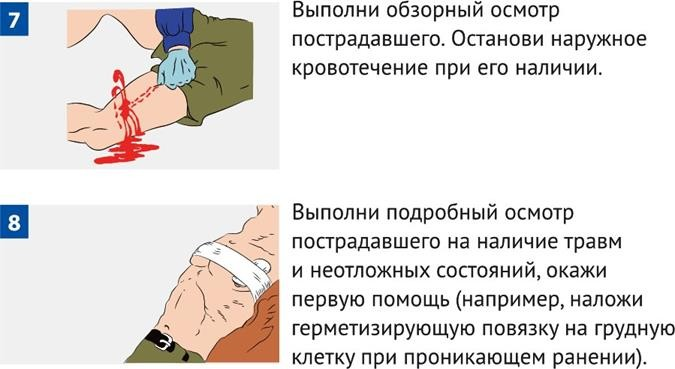 7
Выполни обзорный осмотр
пострадавшего. Останови наружное
кровотечение при его наличии.
8
Выполни подробный осмотр
пострадавшего на наличие травм
и неотложных состояний, окажи
первую помощь (например, наложи
герметизирующую повязку на грудную
клетку при проникающем ранении).